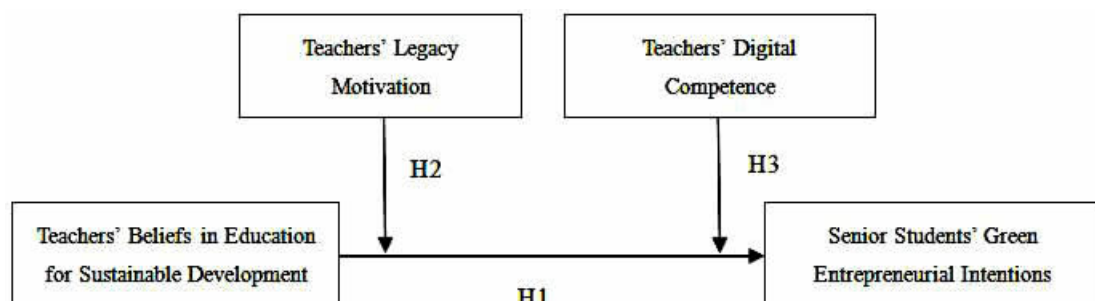 Teachers’ Legacy
Motivation
Teachers’ Digital
Competence
H2
H3
Teachers’ Beliefs in Education
for Sustainable Development
Senior Students’ Green
Entrepreneurial Intentions
H1